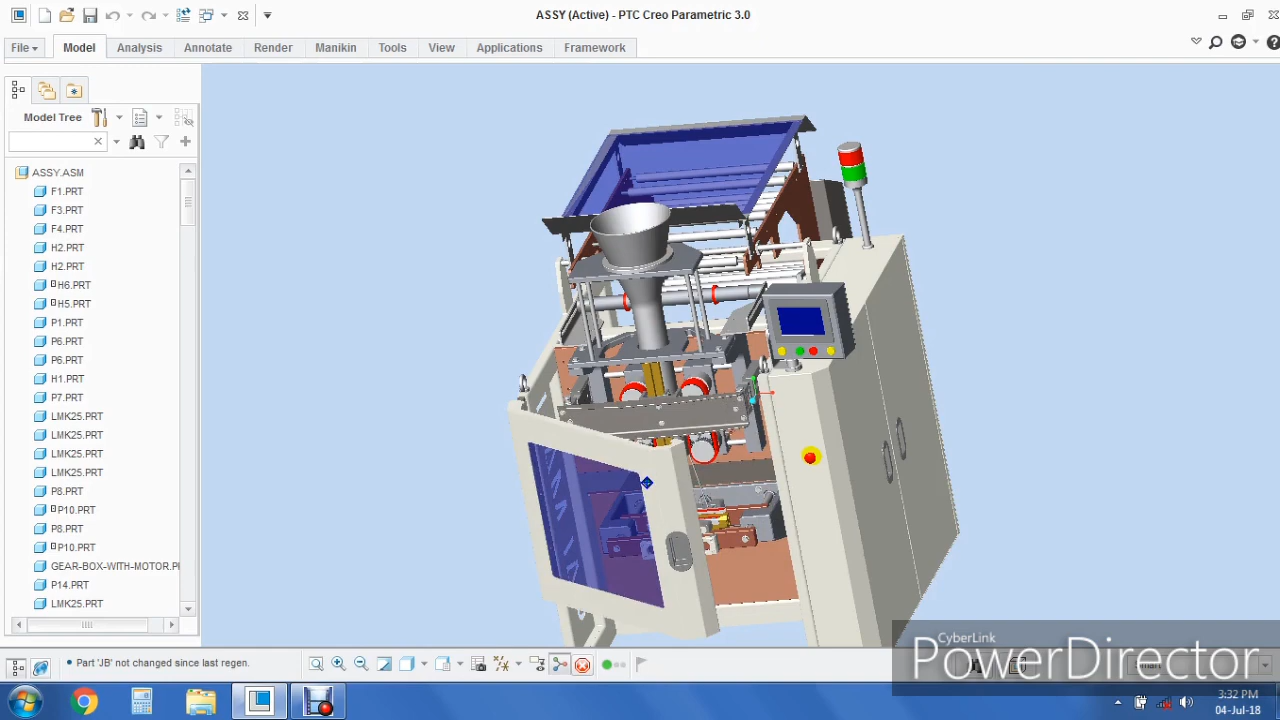 ASSY (Active) - PTC Creo Parametric 3.0
File Model Analysis Annotate Render Manikin Tools View Applications Framework
Model Tree
ASSY.ASM
F1.PRT
F3.PRT
F4.PRT
H2.PRT
H2.PRT
H6.PRT
H5.PRT
P1.PRT
P6.PRT
P6.PRT
H1.PRT
P7.PRT
LMK25.PRT
LMK25.PRT
LMK25.PRT
LMK25.PRT
P8.PRT
P10.PRT
P8.PRT
P10.PRT
GEAR-BOX-WITH-MOTOR.P
P14.PRT
LMK25.PRT
Part 'JB' not changed since last regen.
CyberLink
PowerDirector
3:32 PM
04-Jul-18